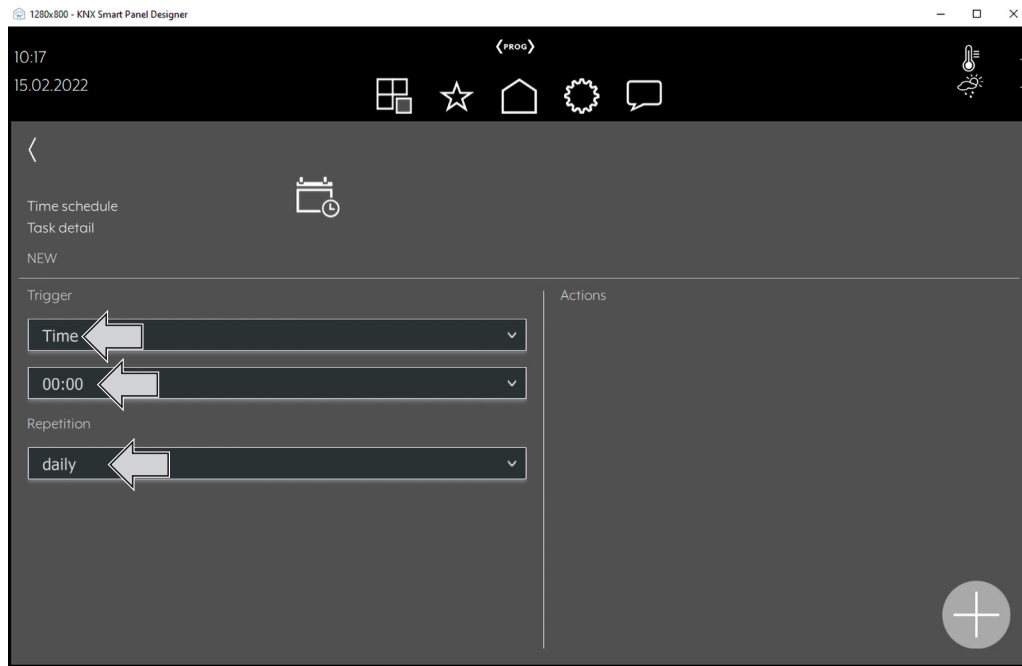 1280x800 - KNX Smart Panel Designer
10:17
PROG
15.02.2022
Time schedule
Task detail
NEW
Trigger
Actions
Time
00:00
Repetition
daily